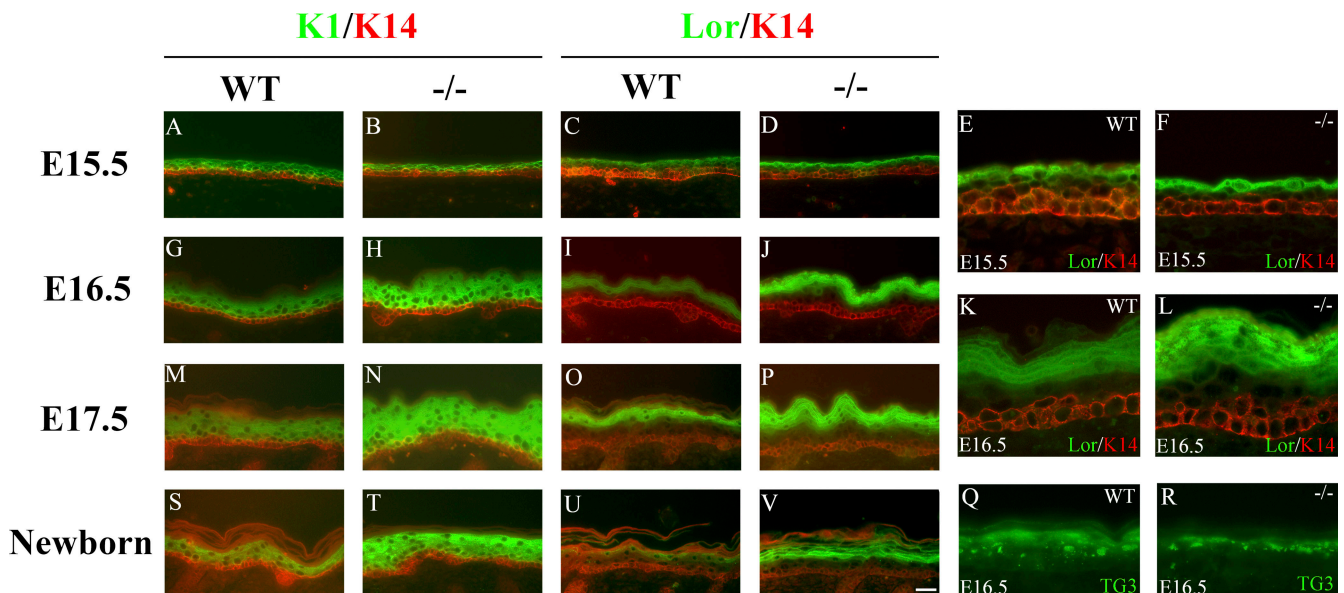 K1/K14 Lor/K14
WT -/- WT -/-
E15.5 A B C D E WT F -/-
E15.5 Lor/K14 E15.5 Lor/K14
E16.5 G H I J
K WT L -/-
E17.5 M N O P
E16.5 Lor/K14 E16.5 Lor/K14
Newborn S T U V Q WT R -/-
E16.5 TG3 E16.5 TG3